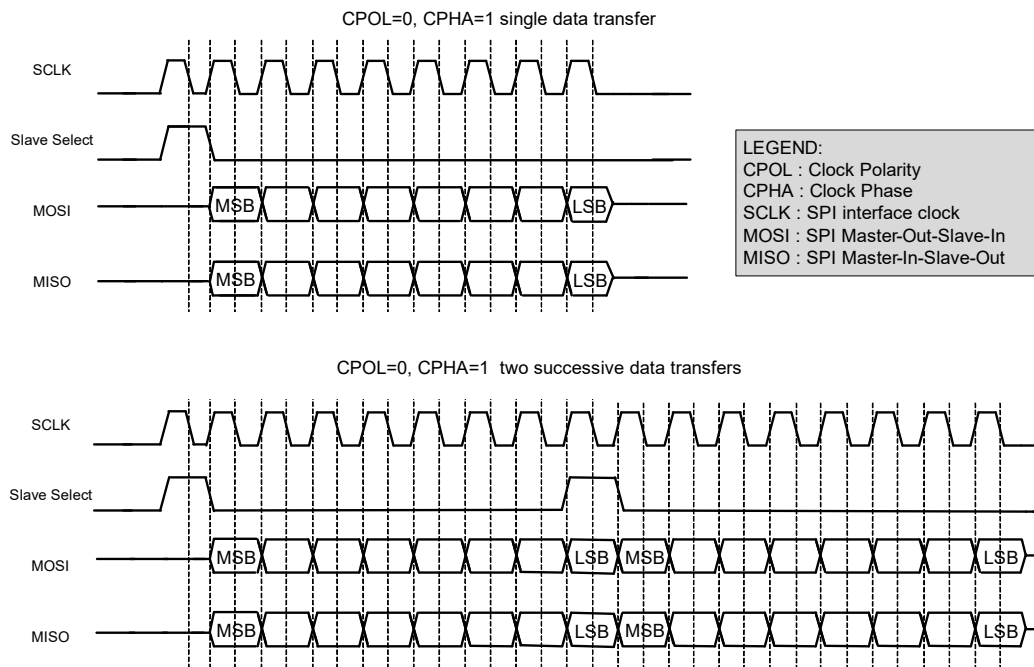 CPOL=0, CPHA=1 single data transfer
SCLK
Slave Select
MOSI
MSB
LSB
MISO
MSB
LSB
LEGEND:
CPOL : Clock Polarity
CPHA : Clock Phase
SCLK : SPI interface clock
MOSI : SPI Master-Out-Slave-In
MISO : SPI Master-In-Slave-Out
CPOL=0, CPHA=1 two successive data transfers
SCLK
Slave Select
MOSI
MSB
LSB
MSB
LSB
MISO
MSB
LSB
MSB
LSB